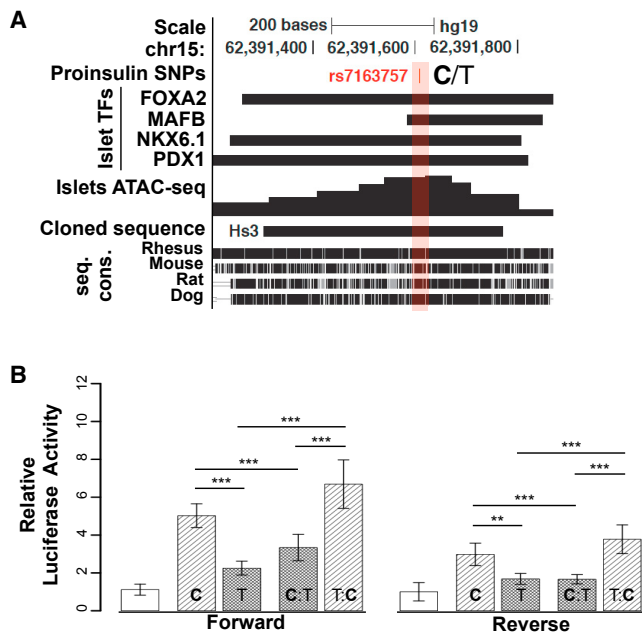 A
Scale 200 bases hg19
chr15: 62,391,400 62,391,600 62,391,800
Proinsulin SNPs rs7163757 C/T
Islet TFs
FOXA2
MAFB
NKX6.1
PDX1
Islets ATAC-seq
Cloned sequence Hs3
seq. cons.
Rhesus
Mouse
Rat
Dog
B
Relative
Luciferase Activity
12
10
8
6
4
2
0
*** ***
*** *** *** ***
*** *** ***
**
C T C:T T:C C T C:T T:C
Forward Reverse